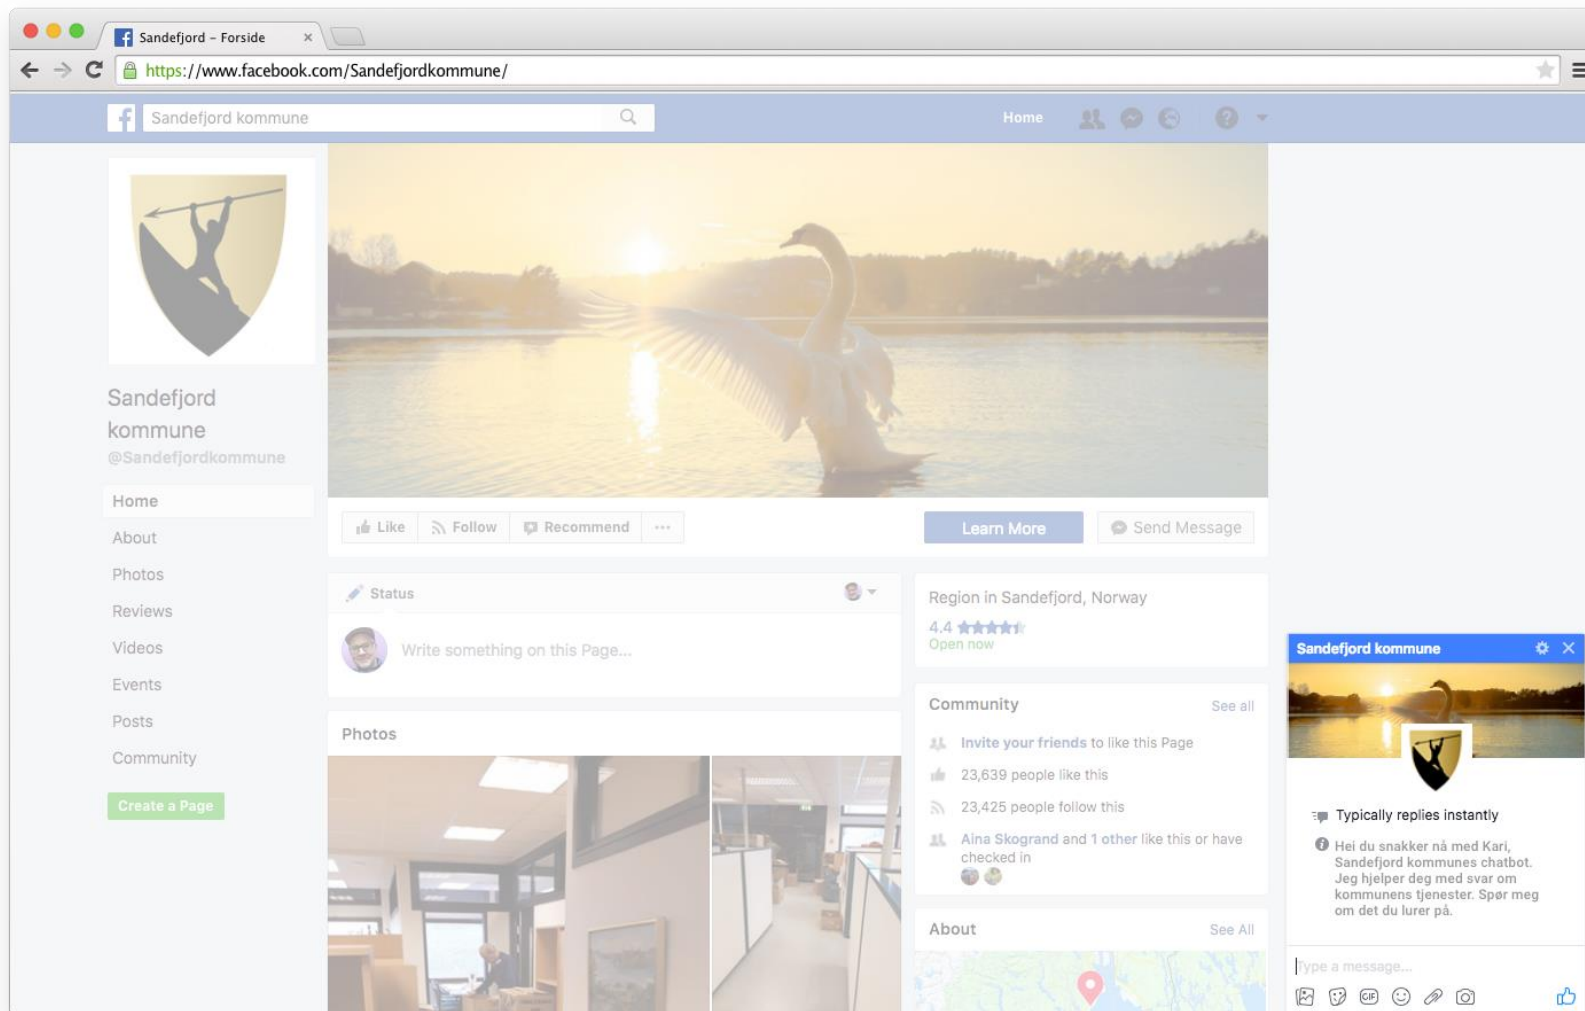 Sandefjord – Forside
https://www.facebook.com/Sandefjordkommune/
Sandefjord kommune
Home
Sandefjord
kommune
@Sandefjordkommune
Home
About
Photos
Reviews
Videos
Events
Posts
Community
Create a Page
Like
Follow
Recommend
Learn More
Send Message
Status
Write something on this Page...
Photos
Region in Sandefjord, Norway
4.4
Open now
Community
See all
Invite your friends to like this Page
23,639 people like this
23,425 people follow this
Aina Skogrand and 1 other like this or have
checked in
About
See All
Sandefjord kommune
Typically replies instantly
Hei du snakker nå med Kari,
Sandefjord kommunes chatbot.
Jeg hjelper deg med svar om
kommunens tjenester. Spør meg
om det du lurer på.
Type a message...
GIF